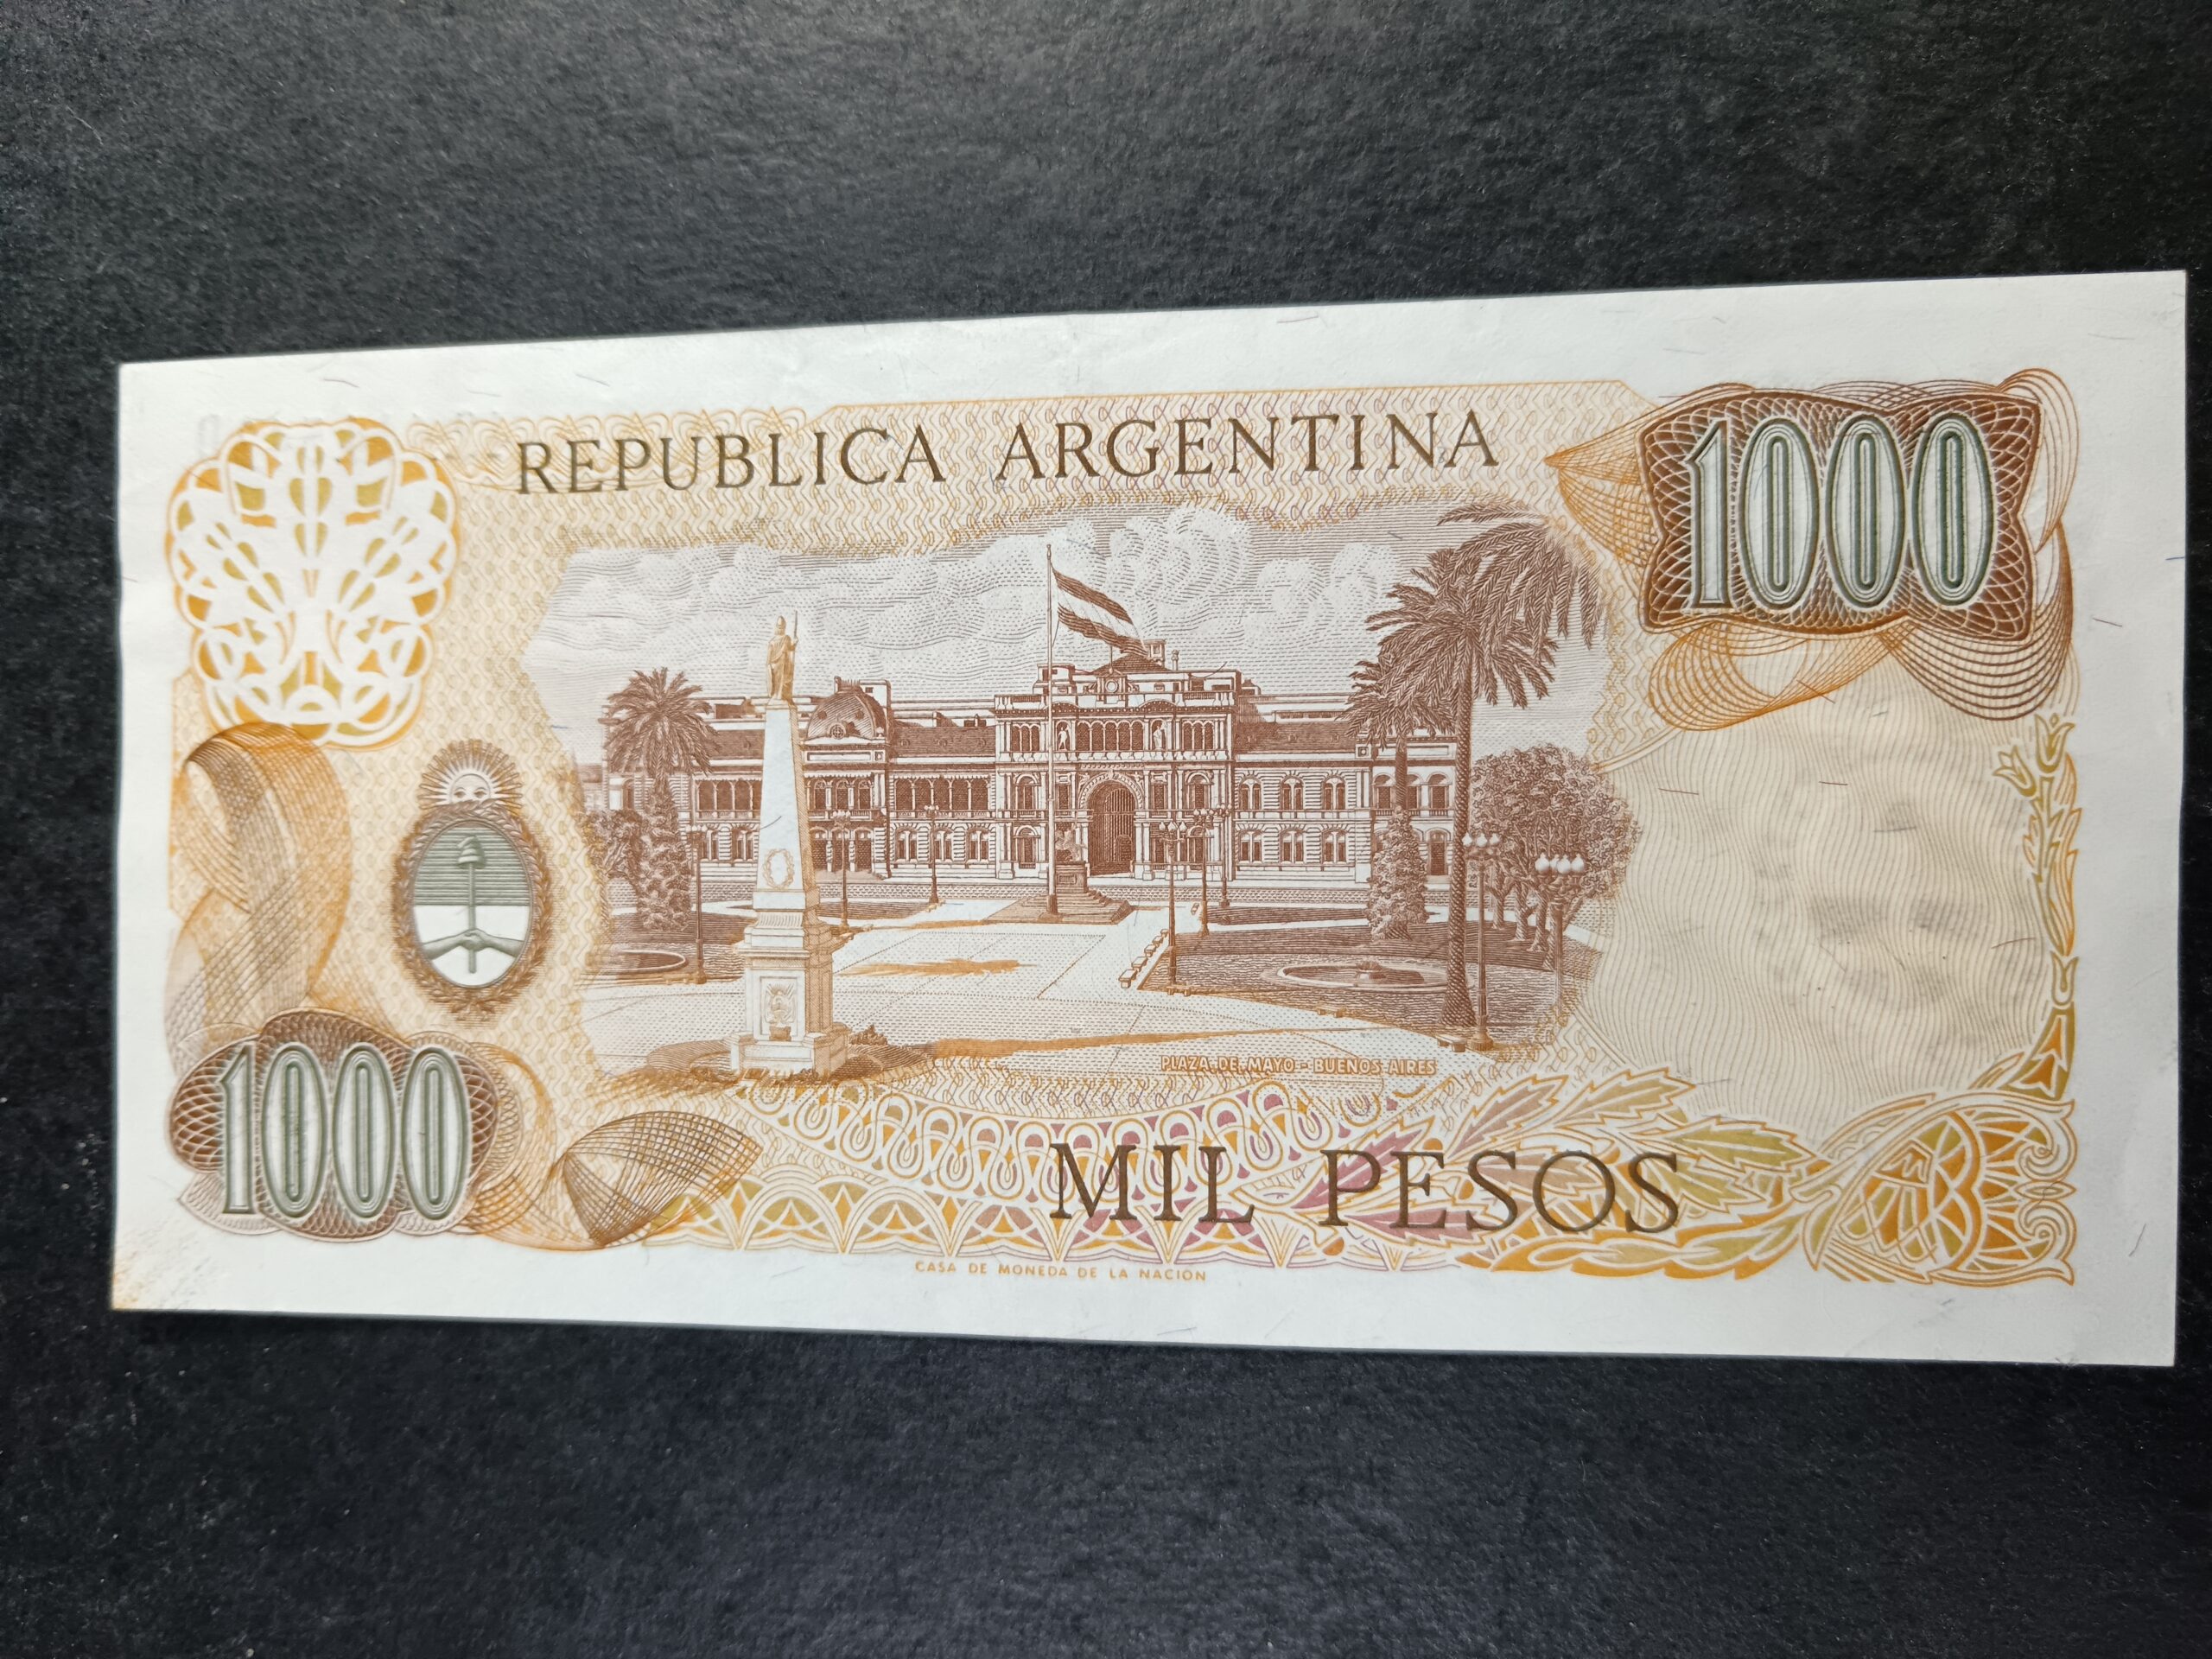 REPUBLICA ARGENTINA
1000
PLAZA DE MAYO - BUENOS AIRES
1000
MIL PESOS
CASA DE MONEDA DE LA NACION